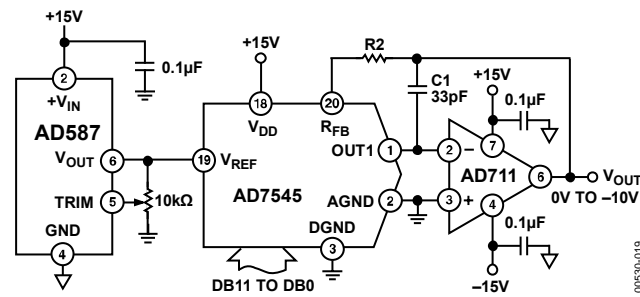 +15V
2
0.1µF
+VIN
AD587
VOUT
6
TRIM
5
10kΩ
GND
4
+15V
18
VDD
20
RFB
19
VREF
AD7545
OUT1
1
AGND
2
DGND
3
DB11 TO DB0
R2
C1
33pF
+15V
0.1µF
7
2
–
AD711
3
+
6
4
VOUT
0V TO –10V
0.1µF
–15V
00530-019